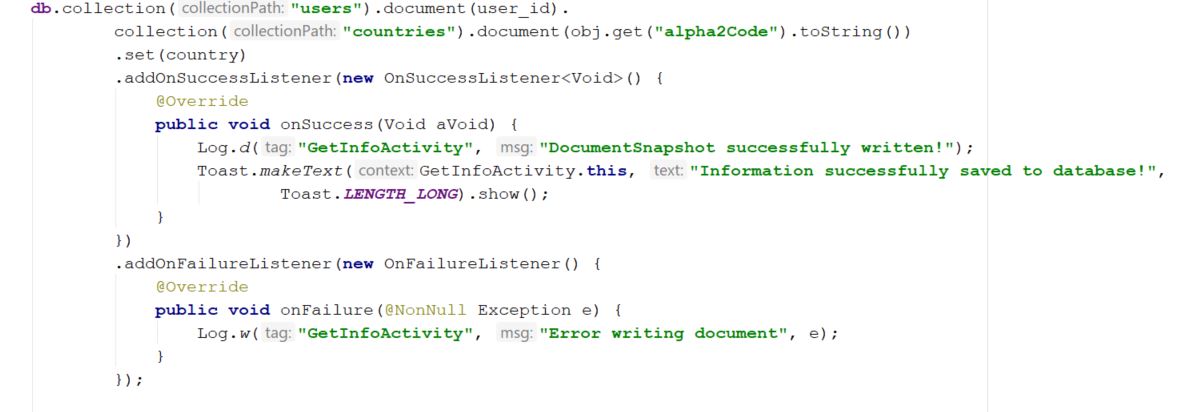 db.collection( collectionPath: "users").document(user_id).
collection( collectionPath: "countries").document(obj.get("alpha2Code").toString())
.set(country)
.addOnSuccessListener(new OnSuccessListener<Void>() {
@Override
public void onSuccess(Void aVoid) {
Log.d( tag: "GetInfoActivity", msg: "DocumentSnapshot successfully written!");
Toast.makeText( context: GetInfoActivity.this, text: "Information successfully saved to database!",
Toast.LENGTH_LONG).show();
}
})
.addOnFailureListener(new OnFailureListener() {
@Override
public void onFailure(@NonNull Exception e) {
Log.w( tag: "GetInfoActivity", msg: "Error writing document", e);
}
});